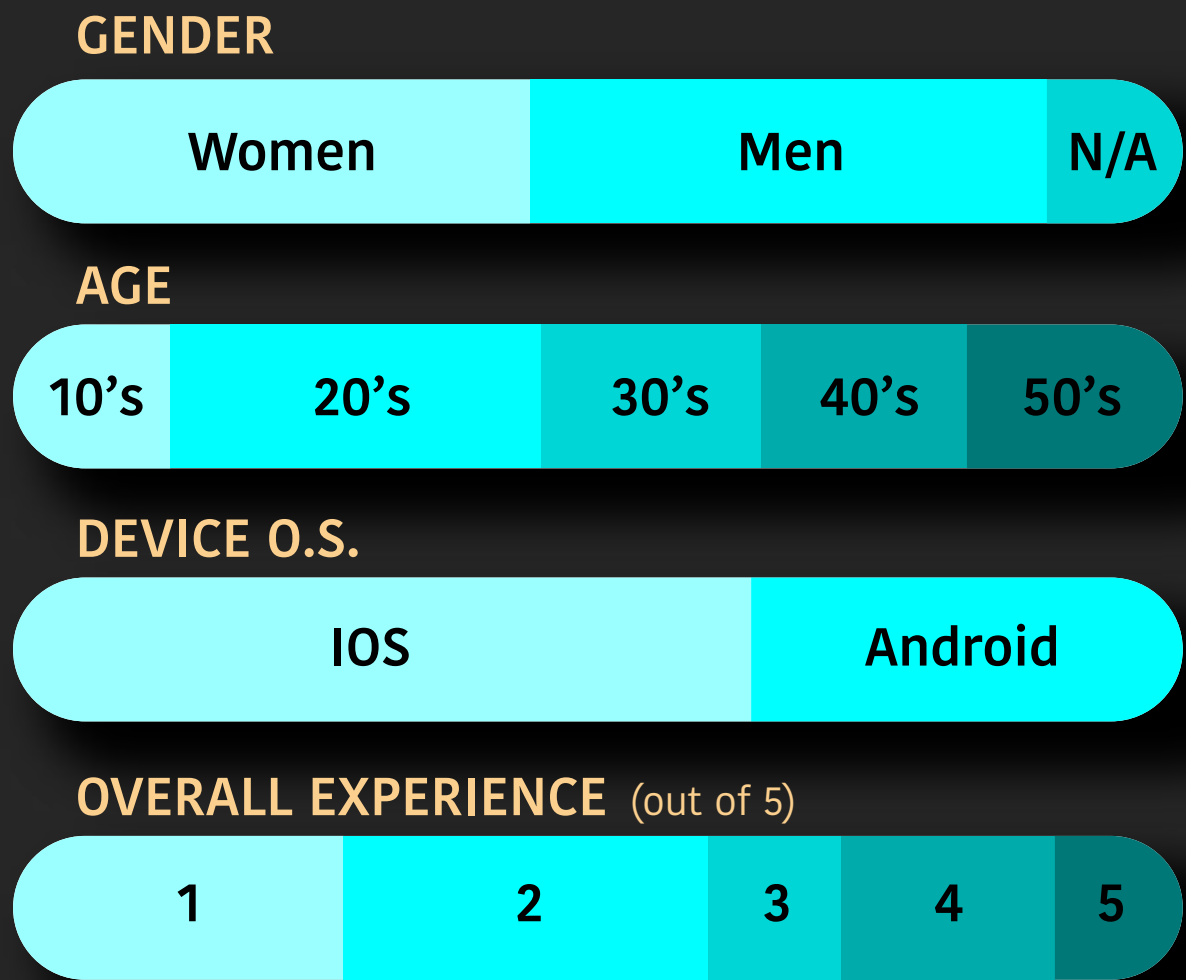 GENDER
Women Men N/A
AGE
10’s 20’s 30’s 40’s 50’s
DEVICE O.S.
IOS Android
OVERALL EXPERIENCE (out of 5)
1 2 3 4 5